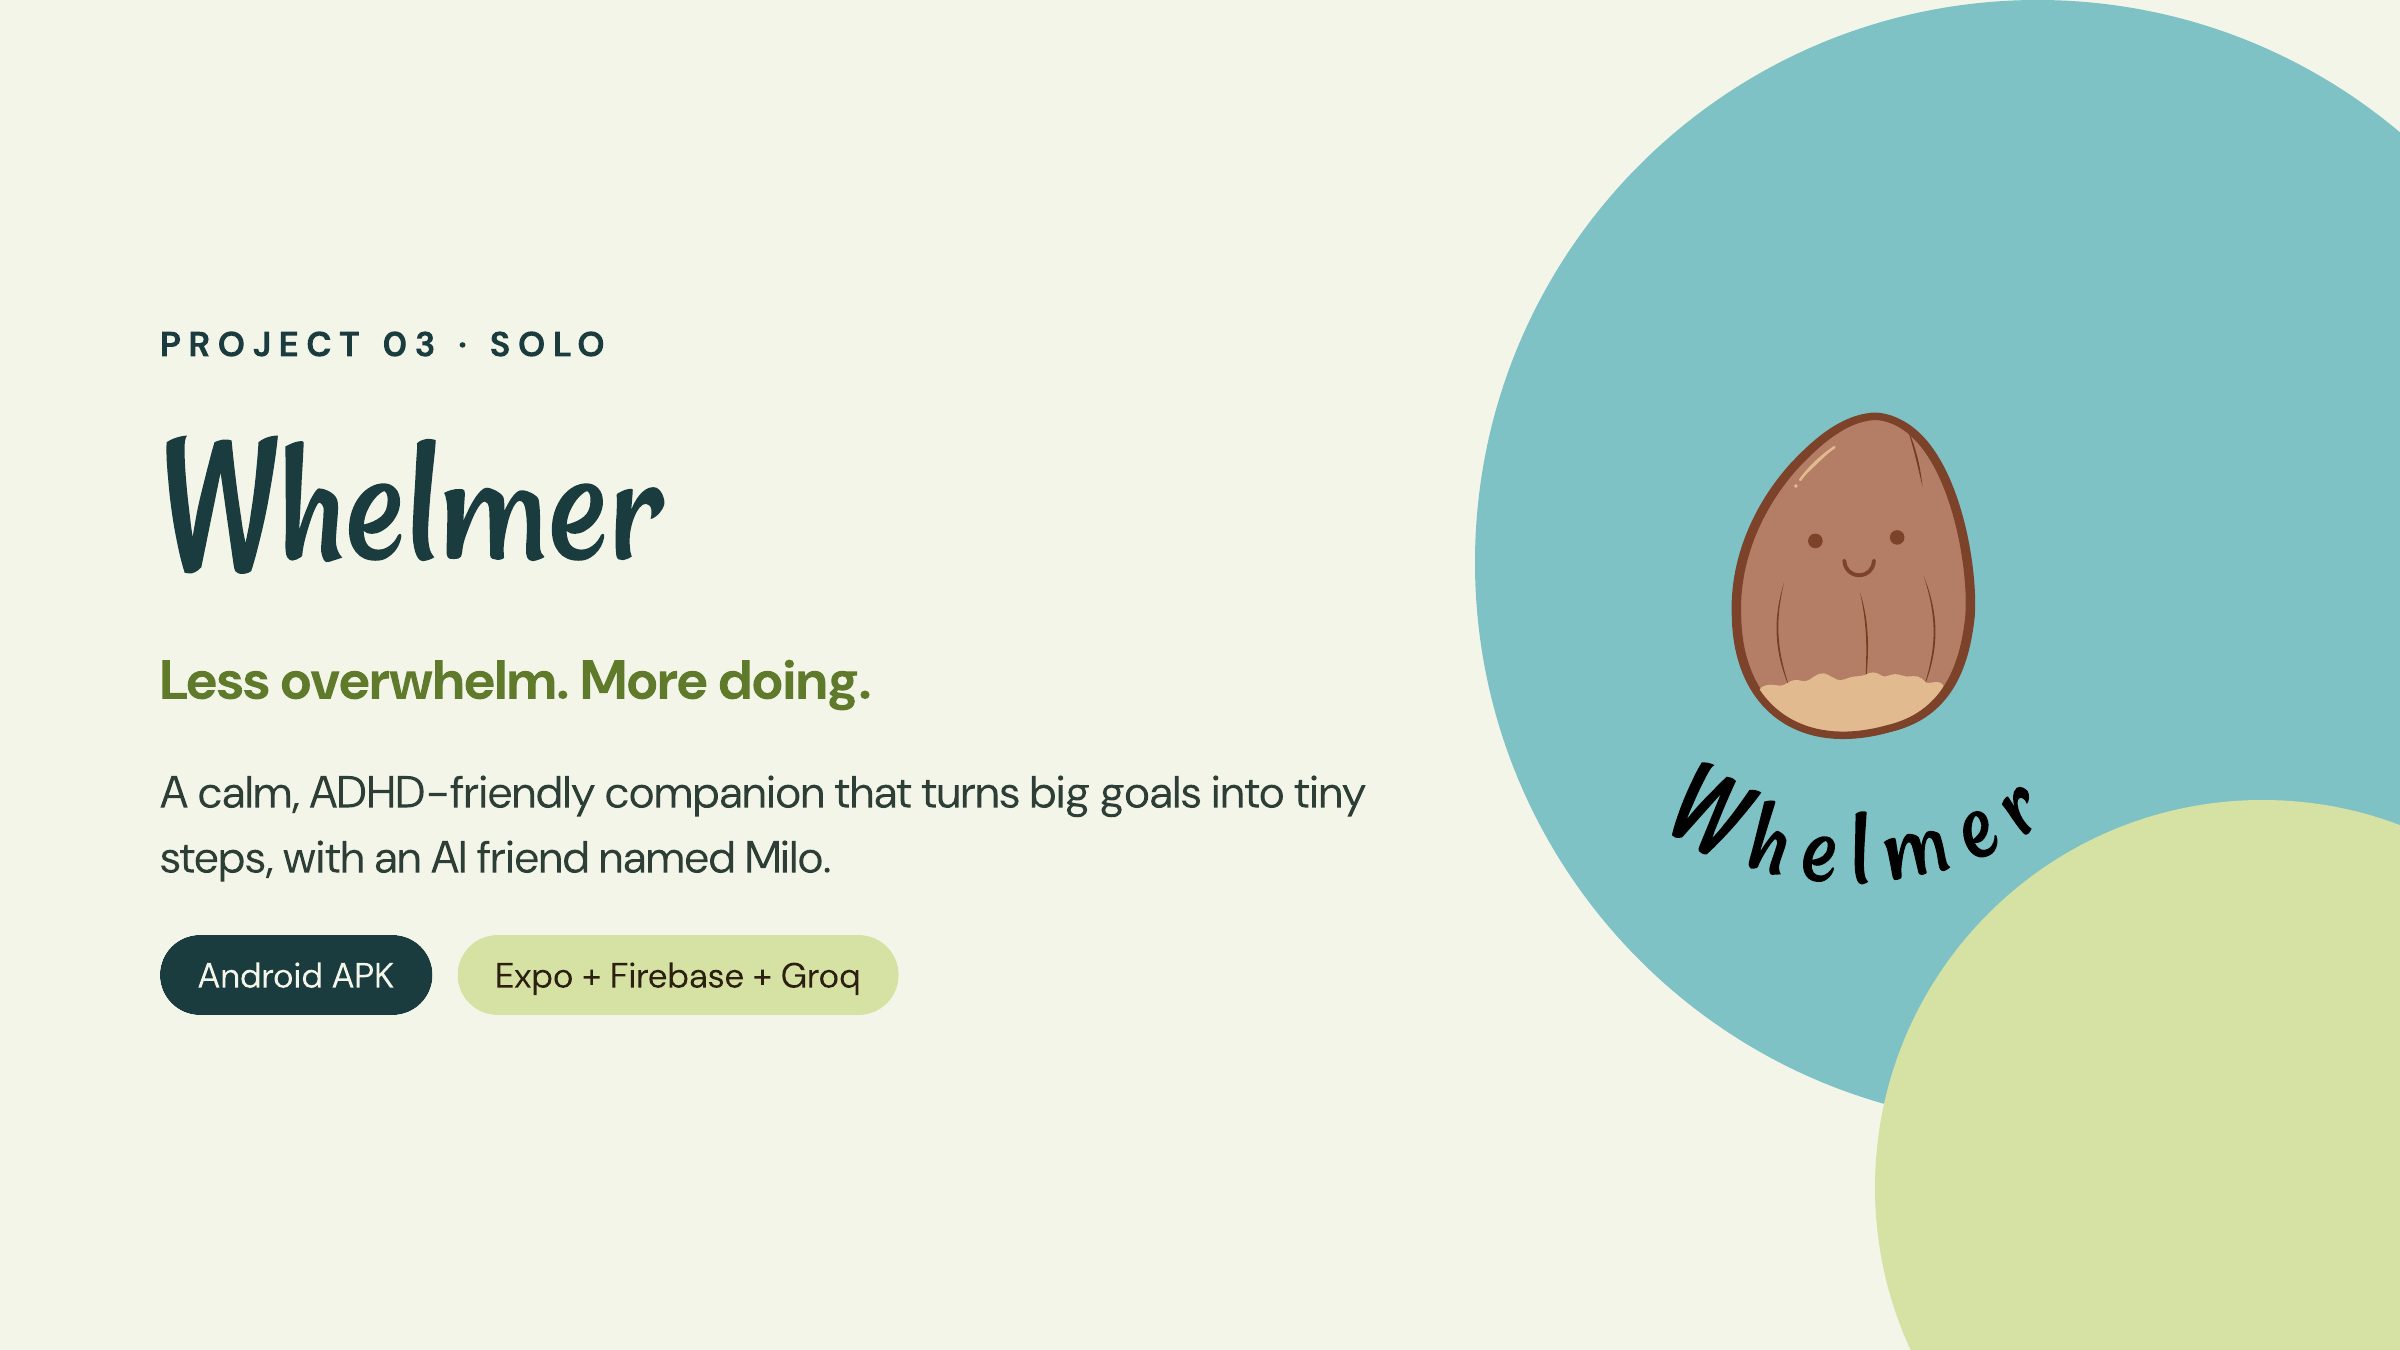 PROJECT 03 · SOLO
Whelmer
Less overwhelm. More doing.
A calm, ADHD-friendly companion that turns big goals into tiny
steps, with an AI friend named Milo.
Android APK
Expo + Firebase + Groq
Whelmer